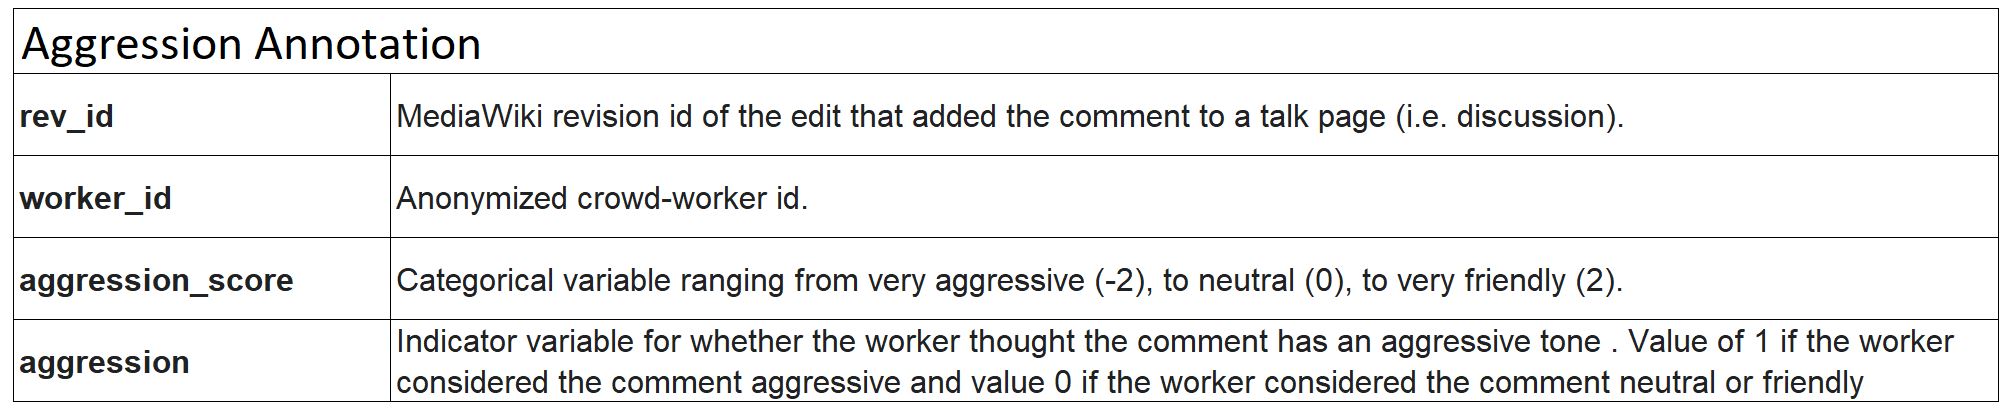 Aggression Annotation
rev_id
MediaWiki revision id of the edit that added the comment to a talk page (i.e. discussion).
worker_id
Anonymized crowd-worker id.
aggression_score
Categorical variable ranging from very aggressive (-2), to neutral (0), to very friendly (2).
aggression
Indicator variable for whether the worker thought the comment has an aggressive tone . Value of 1 if the worker
considered the comment aggressive and value 0 if the worker considered the comment neutral or friendly